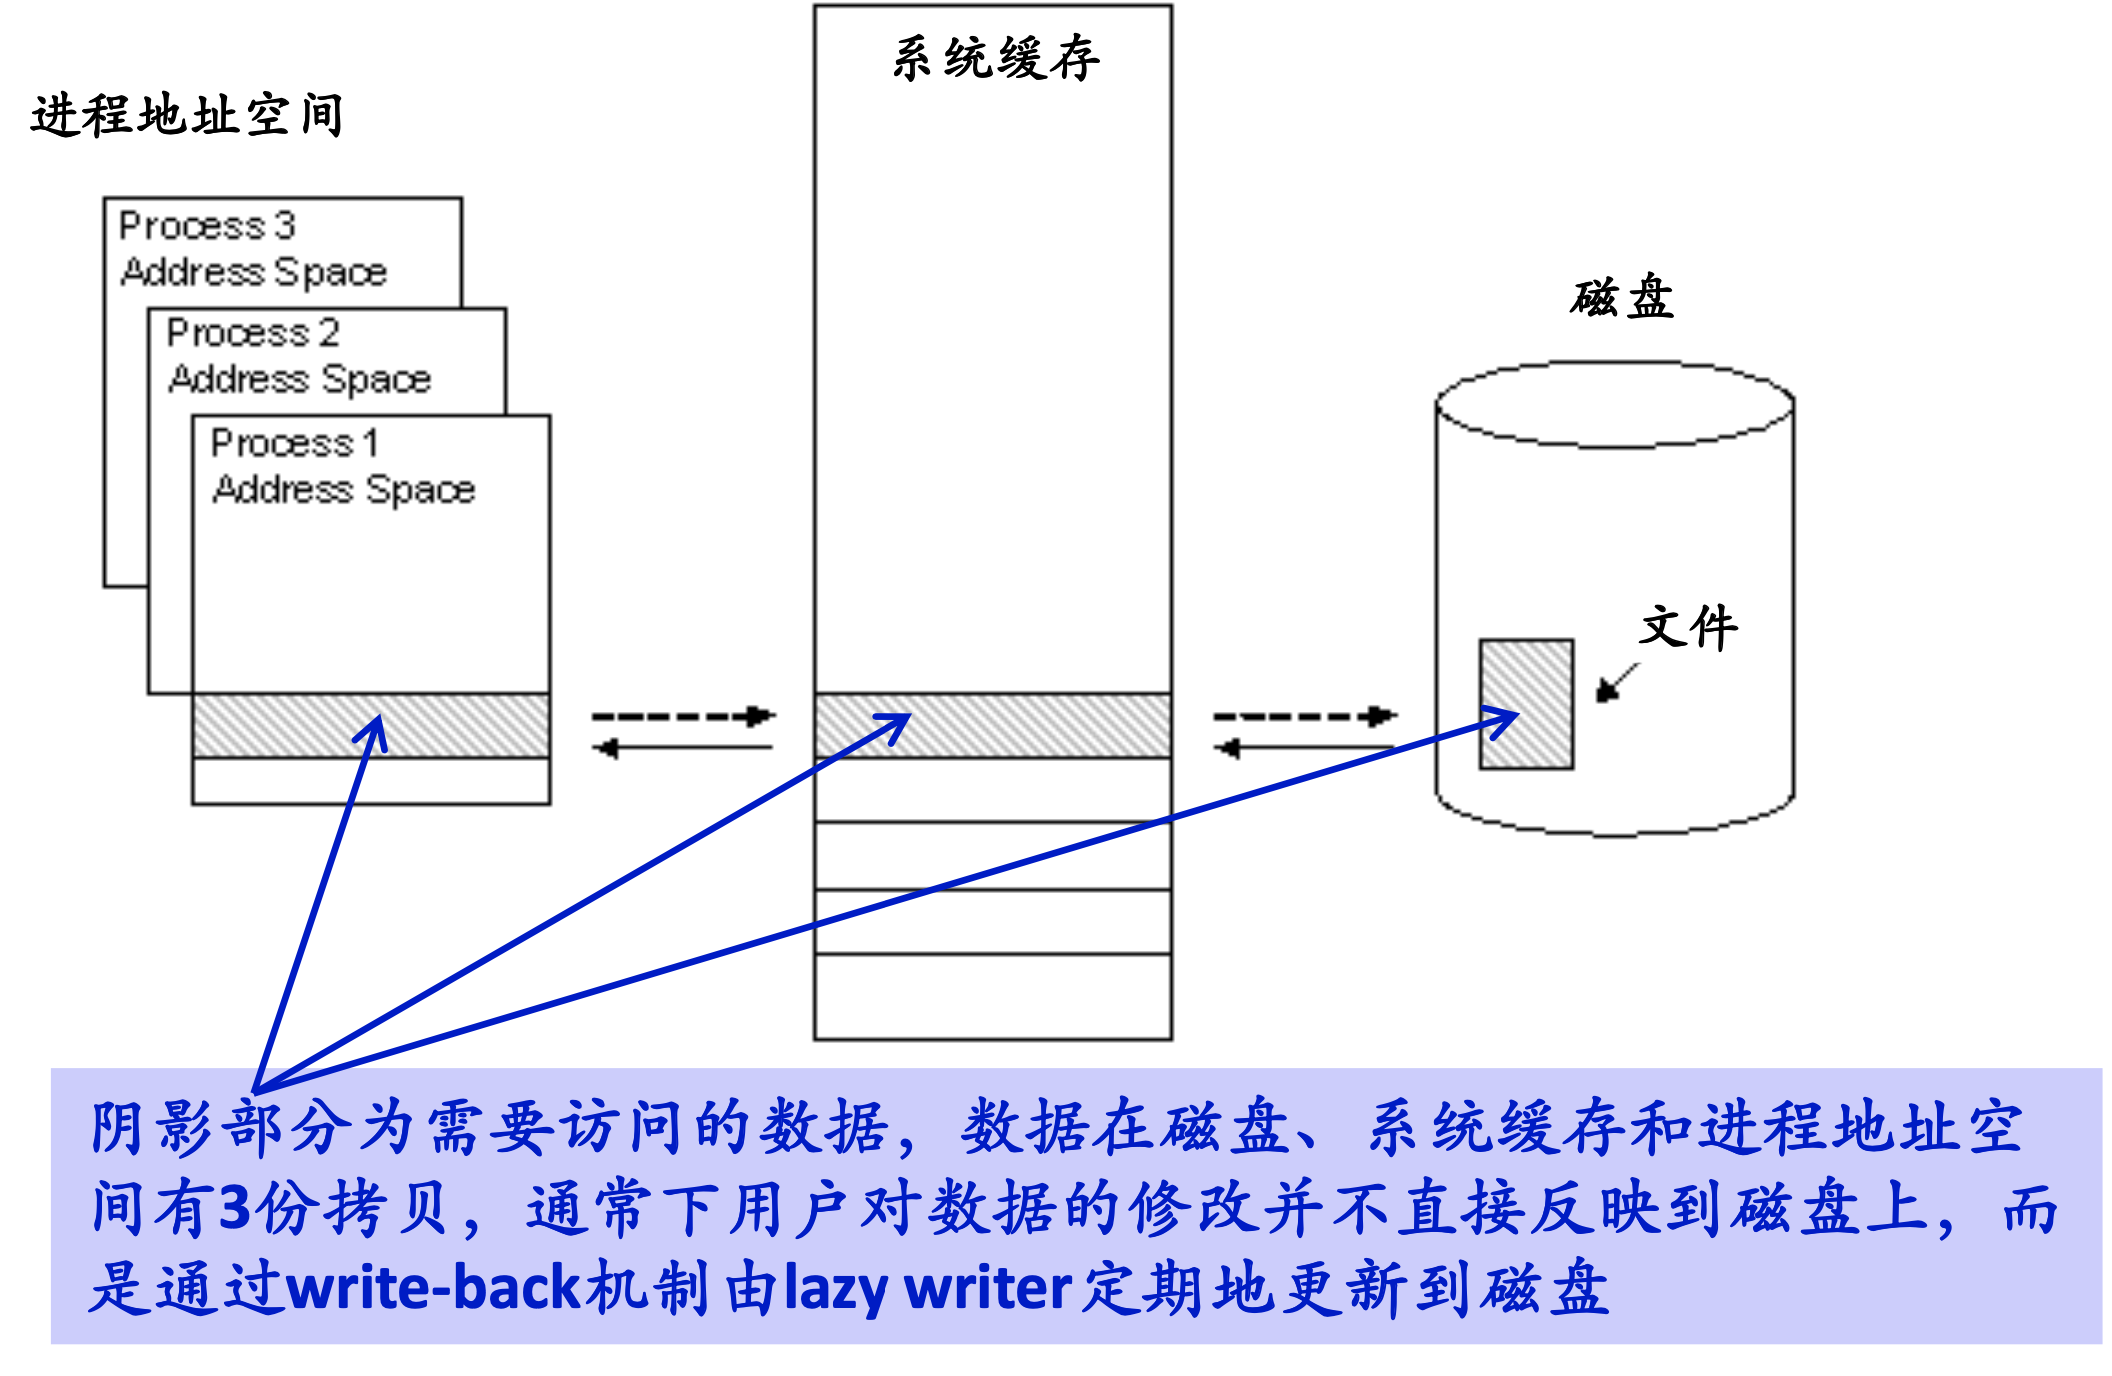 系统缓存
进程地址空间
Process 3
Address Space
Process 2
Address Space
Process 1
Address Space
磁盘
文件
阴影部分为需要访问的数据，数据在磁盘、系统缓存和进程地址空
间有3份拷贝，通常下用户对数据的修改并不直接反映到磁盘上，而
是通过write-back机制由lazy writer定期地更新到磁盘